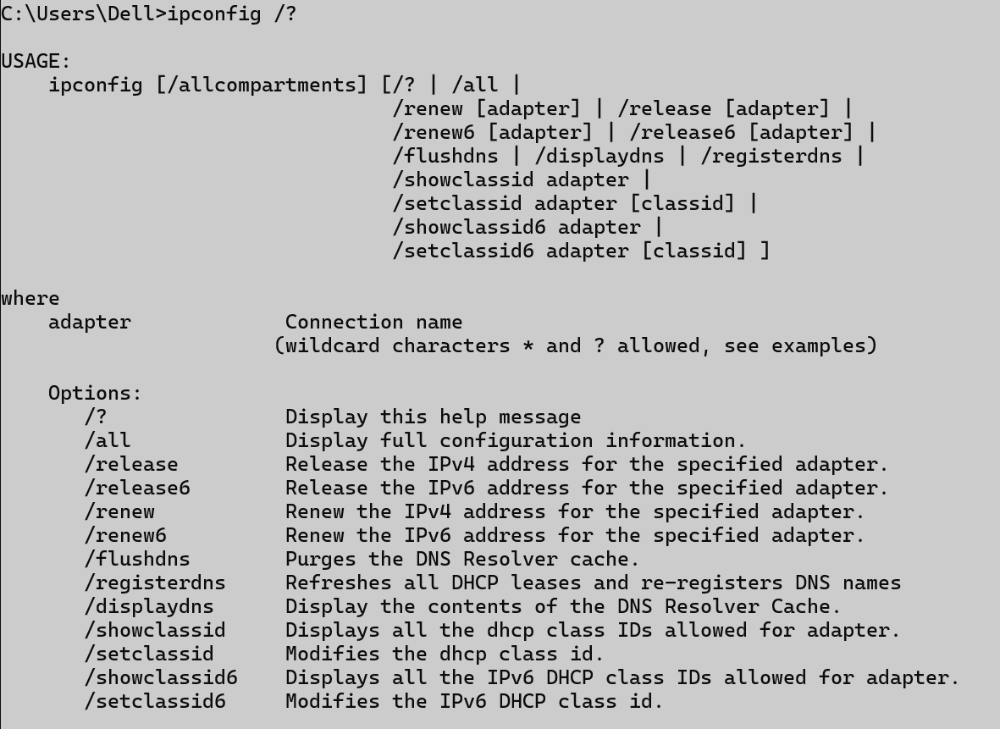 C:\Users\Dell>ipconfig /?

USAGE:
    ipconfig [/allcompartments] [/? | /all |
                                 /renew [adapter] | /release [adapter] |
                                 /renew6 [adapter] | /release6 [adapter] |
                                 /flushdns | /displaydns | /registerdns |
                                 /showclassid adapter |
                                 /setclassid adapter [classid] |
                                 /showclassid6 adapter |
                                 /setclassid6 adapter [classid] ]

where
    adapter             Connection name
                       (wildcard characters * and ? allowed, see examples)

    Options:
       /?               Display this help message
       /all             Display full configuration information.
       /release         Release the IPv4 address for the specified adapter.
       /release6        Release the IPv6 address for the specified adapter.
       /renew           Renew the IPv4 address for the specified adapter.
       /renew6          Renew the IPv6 address for the specified adapter.
       /flushdns        Purges the DNS Resolver cache.
       /registerdns     Refreshes all DHCP leases and re-registers DNS names
       /displaydns      Display the contents of the DNS Resolver Cache.
       /showclassid     Displays all the dhcp class IDs allowed for adapter.
       /setclassid      Modifies the dhcp class id.
       /showclassid6    Displays all the IPv6 DHCP class IDs allowed for adapter.
       /setclassid6     Modifies the IPv6 DHCP class id.